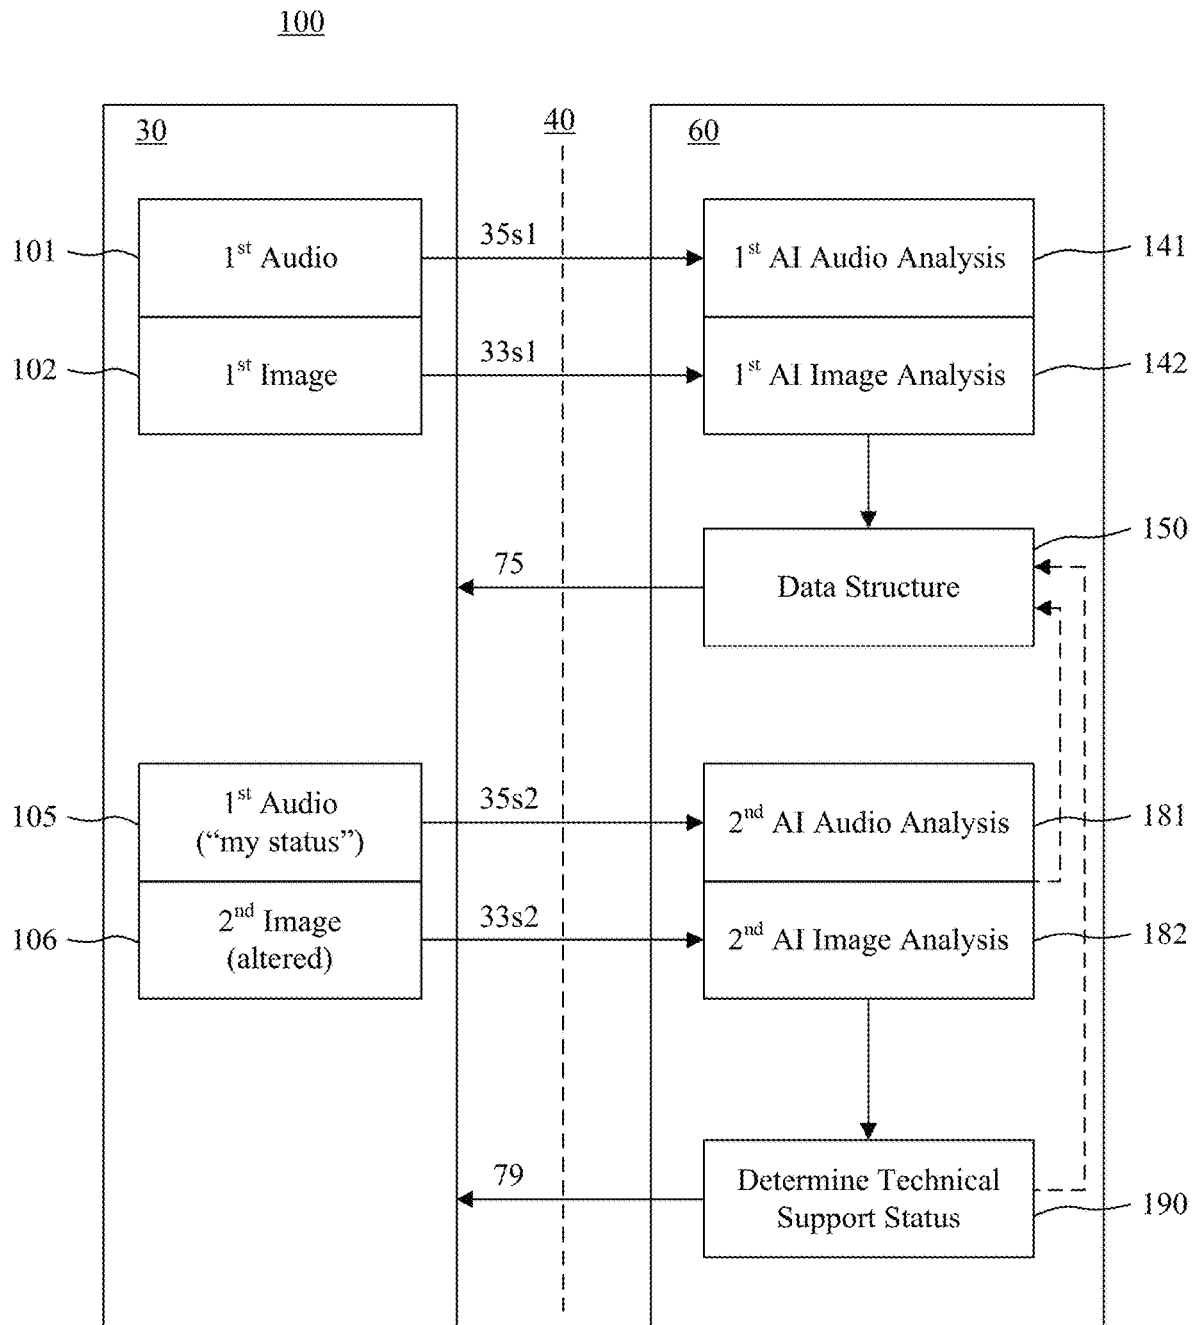 100
30
40
60
101
1st Audio
35s1
1st AI Audio Analysis
141
102
1st Image
33s1
1st AI Image Analysis
142
75
Data Structure
150
105
1st Audio
(“my status”)
35s2
2nd AI Audio Analysis
181
106
2nd Image
(altered)
33s2
2nd AI Image Analysis
182
79
Determine Technical
Support Status
190